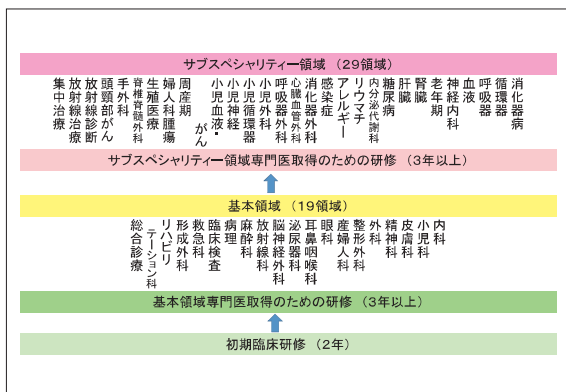 サブスペシャリティー領域（29領域）
消化器病
循環器
呼吸器
血液
神経内科
老年期
腎臓
肝臓
糖尿病
内分泌代謝科
リウマチ
アレルギー
感染症
消化器外科
心臓血管外科
呼吸器外科
小児外科
小児循環器
小児神経
小児血液・
がん
周産期
婦人科腫瘍
生殖医療
脊椎脊髄外科
手外科
頭頸部がん
放射線診断
放射線治療
集中治療
サブスペシャリティー領域専門医取得のための研修（3年以上）
基本領域（19領域）
内科
小児科
皮膚科
精神科
外科
整形外科
産婦人科
眼科
耳鼻咽喉科
泌尿器科
脳神経外科
放射線科
麻酔科
病理
臨床検査
救急科
形成外科
リハビリ
テーション科
総合診療
基本領域専門医取得のための研修（3年以上）
初期臨床研修（2年）